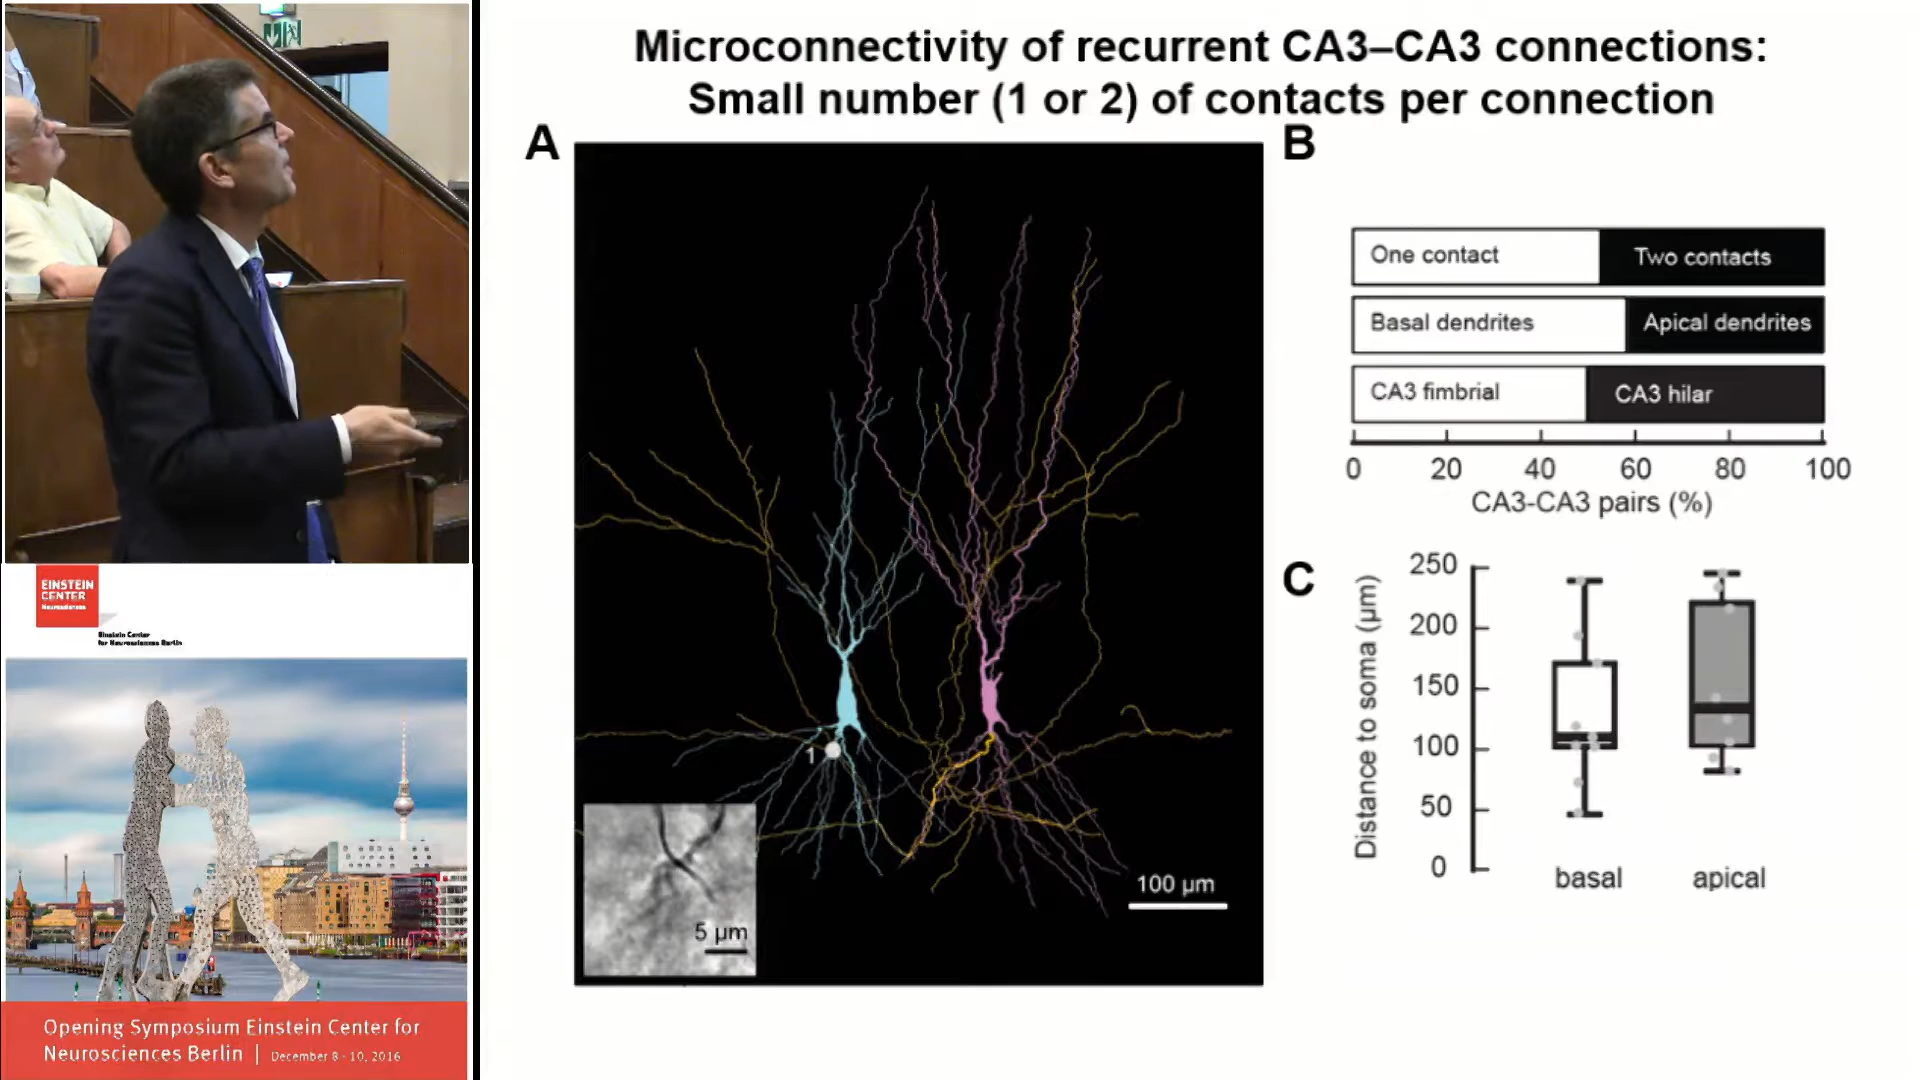 Microconnectivity of recurrent CA3–CA3 connections:
Small number (1 or 2) of contacts per connection
A
1
5 µm
100 µm
B
One contact
Two contacts
Basal dendrites
Apical dendrites
CA3 fimbrial
CA3 hilar
0 20 40 60 80 100
CA3-CA3 pairs (%)
C
Distance to soma (µm)
250
200
150
100
50
0
basal
apical
EINSTEIN
CENTER
Neurosciences
Einstein Center
for Neurosciences Berlin
Opening Symposium Einstein Center for
Neurosciences Berlin | December 8 - 10, 2016